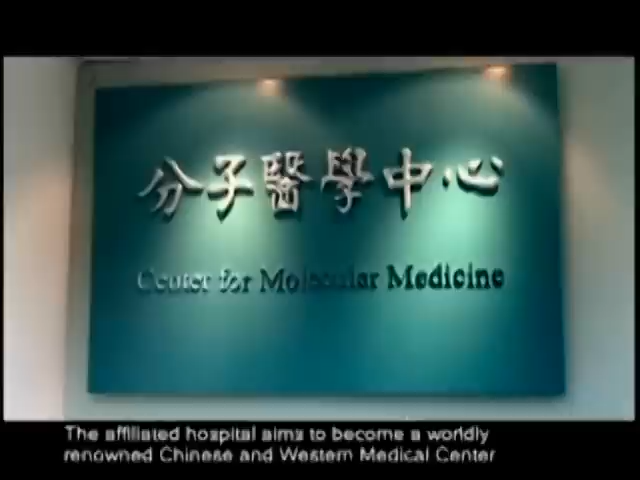 分子醫學中心
Center for Molecular Medicine
The affiliated hospital aims to become a worldly
renowned Chinese and Western Medical Center